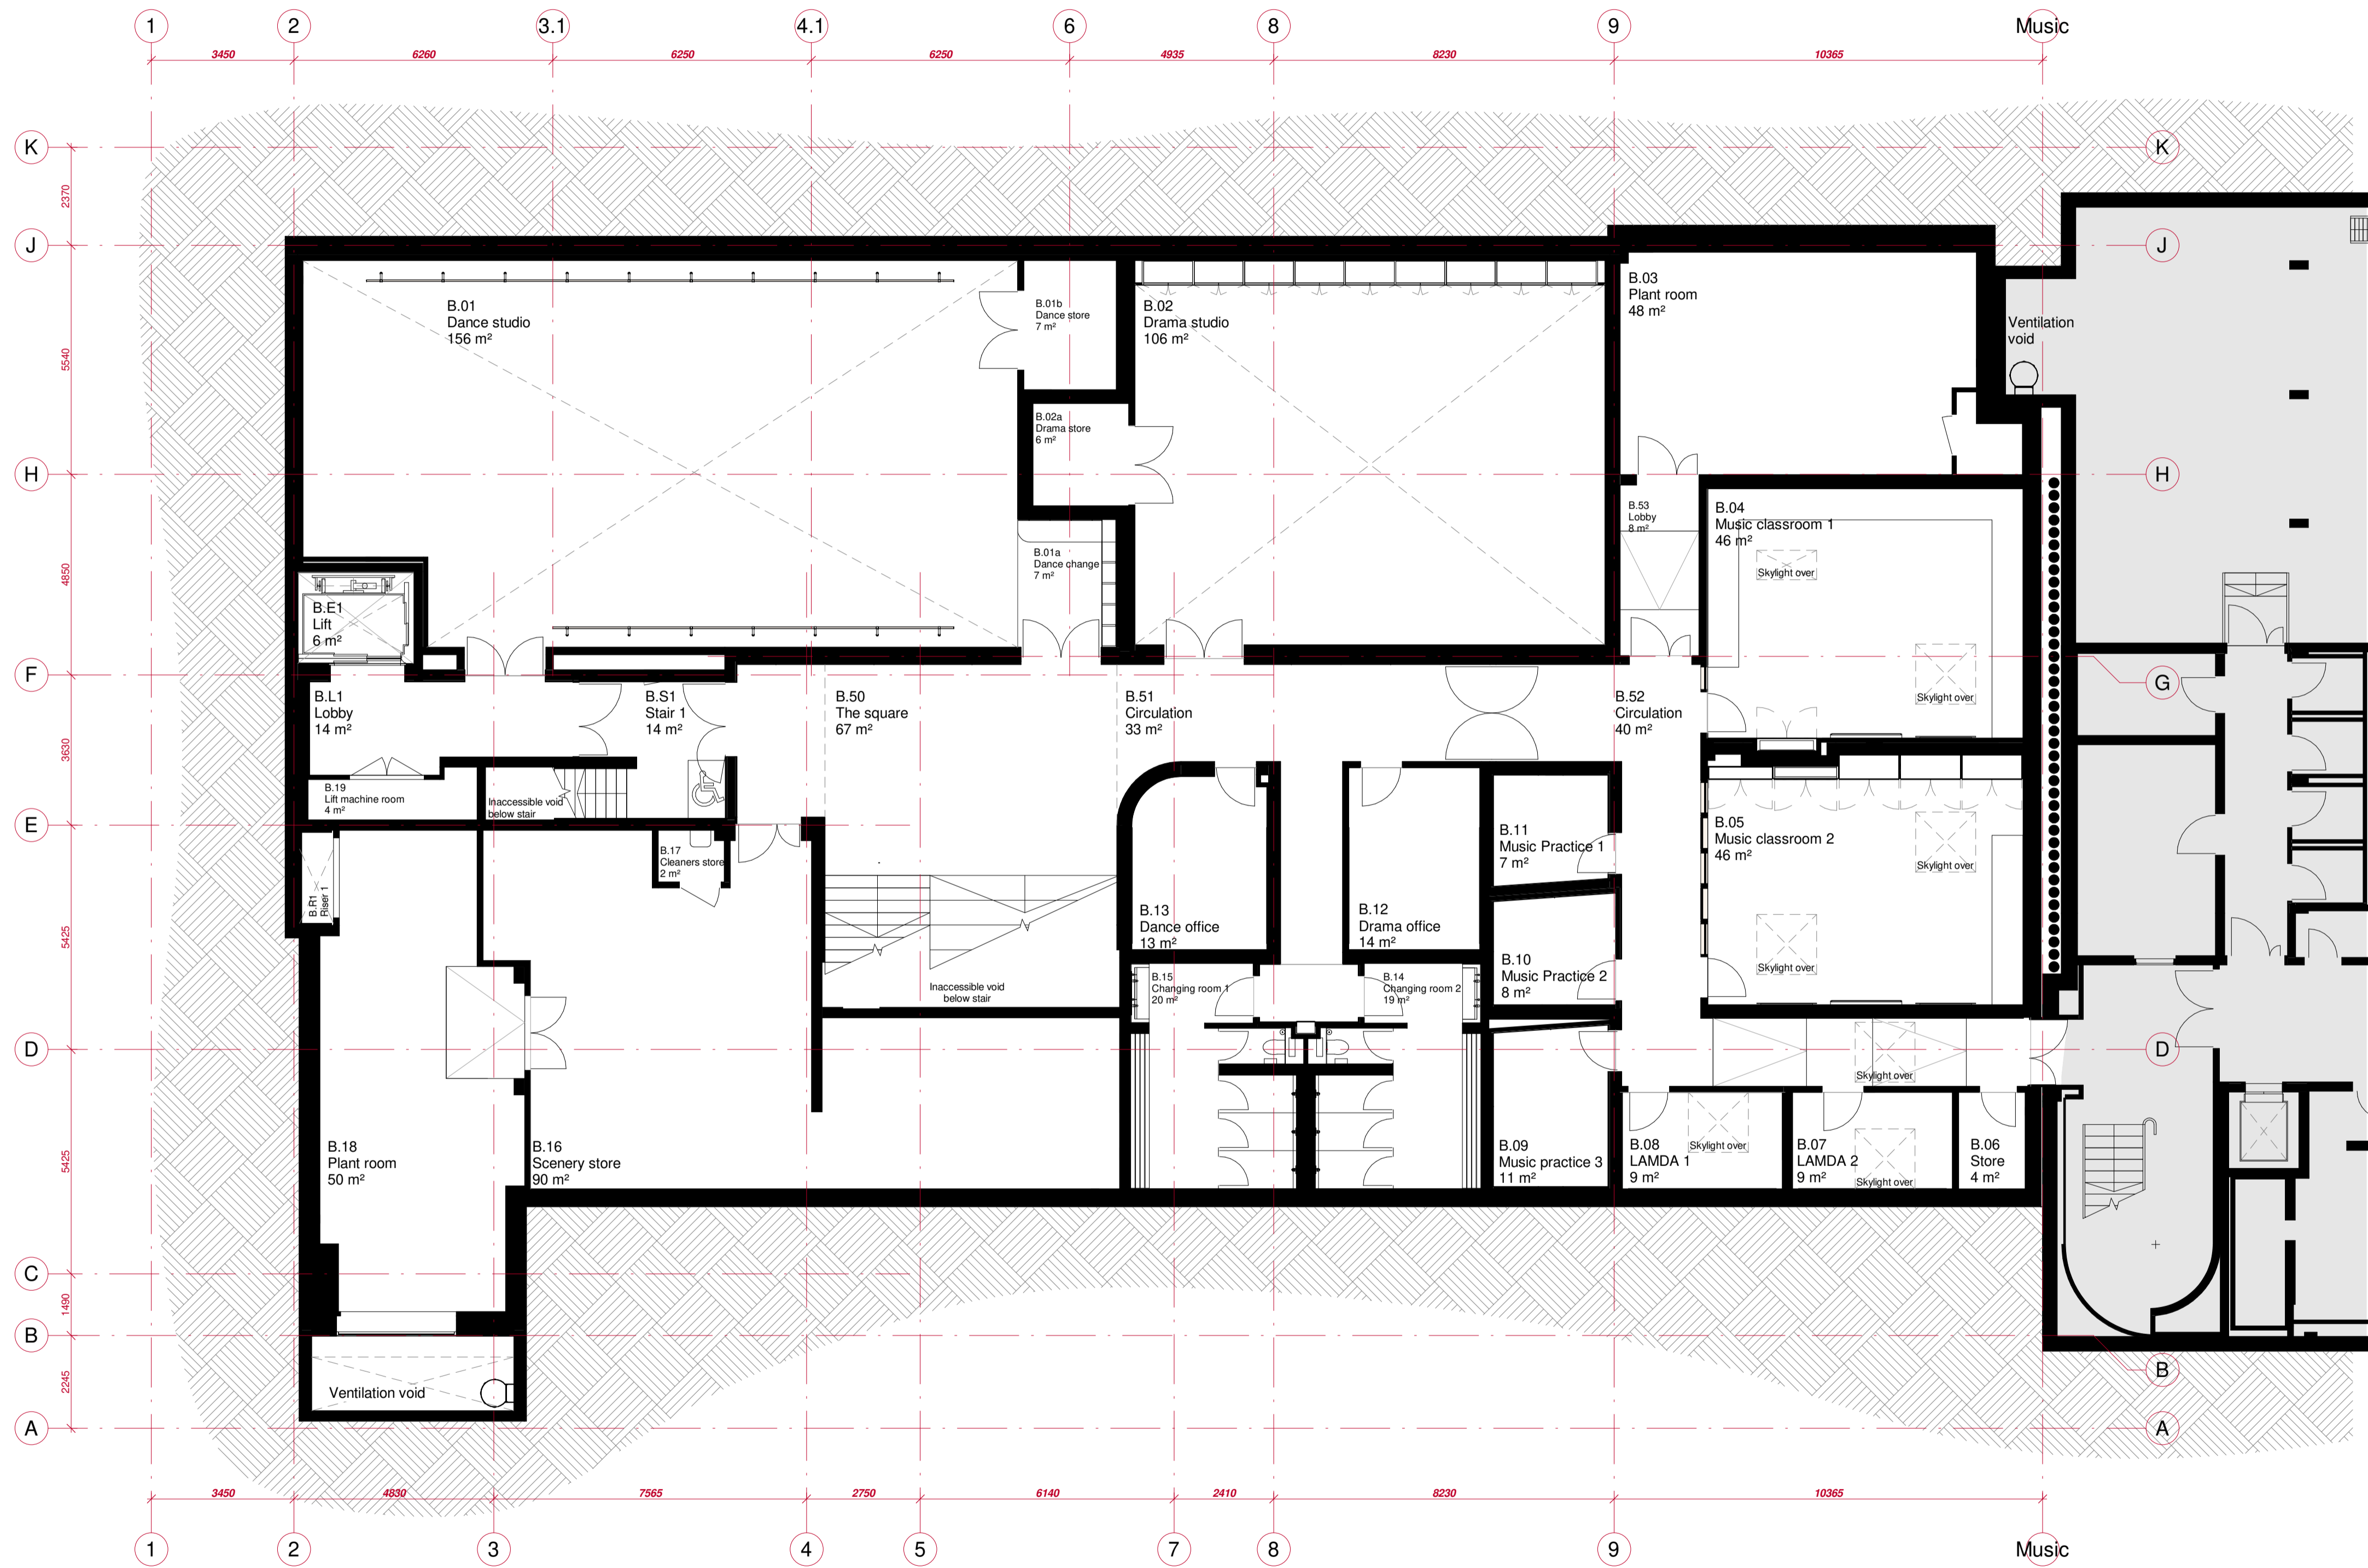 1
2
3.1
4.1
6
8
9
Music
3450
6260
6250
6250
4935
8230
10365
K
K
2370
J
J
B.01
Dance studio
156 m²
B.01b
Dance store
7 m²
B.02
Drama studio
106 m²
B.03
Plant room
48 m²
Ventilation
void
5540
B.02a
Drama store
6 m²
H
H
B.53
Lobby
8 m²
B.04
Music classroom 1
46 m²
Skylight over
4850
B.01a
Dance change
7 m²
B.E1
Lift
6 m²
F
G
Skylight over
B.L1
Lobby
14 m²
B.S1
Stair 1
14 m²
B.50
The square
67 m²
B.51
Circulation
33 m²
B.52
Circulation
40 m²
3630
B.19
Lift machine room
4 m²
Inaccessible void
below stair
E
B.17
Cleaners store
2 m²
B.11
Music Practice 1
7 m²
B.05
Music classroom 2
46 m²
Skylight over
B.R1
Riser 1
B.13
Dance office
13 m²
B.12
Drama office
14 m²
5425
B.10
Music Practice 2
8 m²
Skylight over
Inaccessible void
below stair
B.15
Changing room 1
20 m²
B.14
Changing room 2
19 m²
D
D
Skylight over
B.18
Plant room
50 m²
B.16
Scenery store
90 m²
5425
B.09
Music practice 3
11 m²
B.08
LAMDA 1
9 m²
Skylight over
B.07
LAMDA 2
9 m²
Skylight over
B.06
Store
4 m²
C
1490
B
B
2245
Ventilation void
A
A
3450
4830
7565
2750
6140
2410
8230
10365
1
2
3
4
5
7
8
9
Music